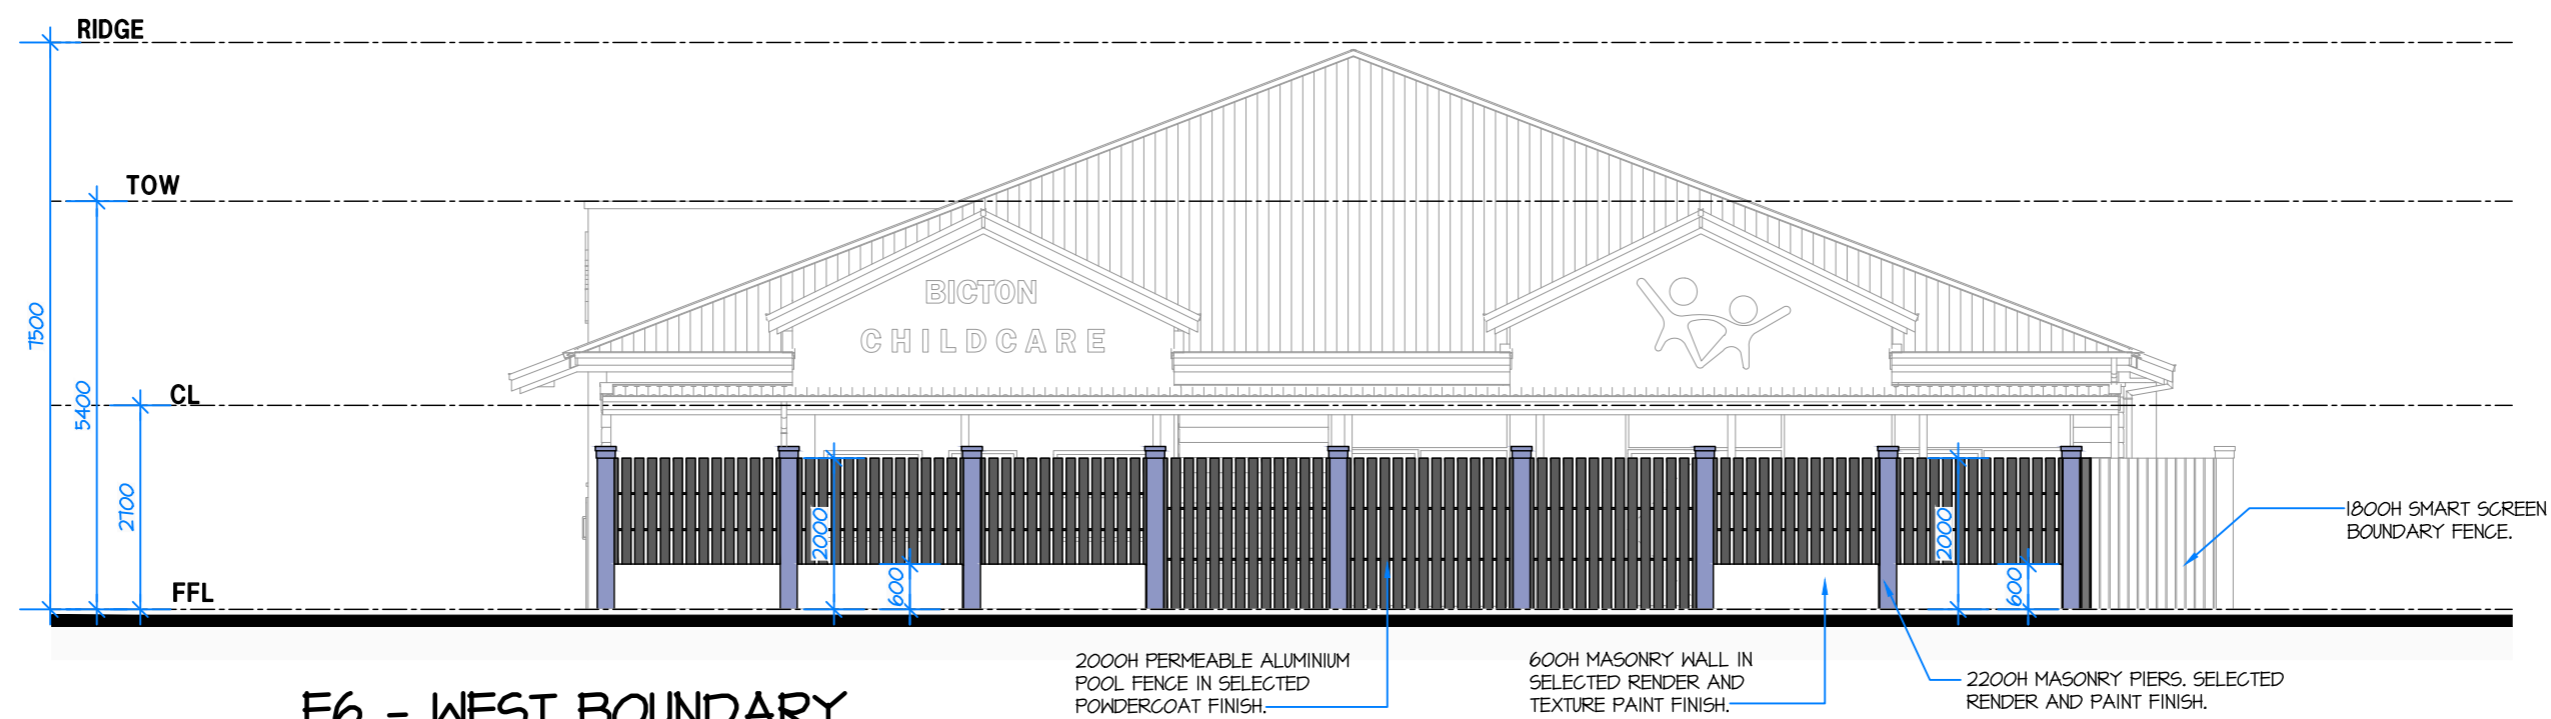 RIDGE
TOW
BICTON
CHILDCARE
7500
5400
CL
2700
2000
600
2000
600
FFL
1800H SMART SCREEN
BOUNDARY FENCE.
2000H PERMEABLE ALUMINIUM
POOL FENCE IN SELECTED
POWDERCOAT FINISH.
600H MASONRY WALL IN
SELECTED RENDER AND
TEXTURE PAINT FINISH.
2200H MASONRY PIERS. SELECTED
RENDER AND PAINT FINISH.
E6 - WEST BOUNDARY